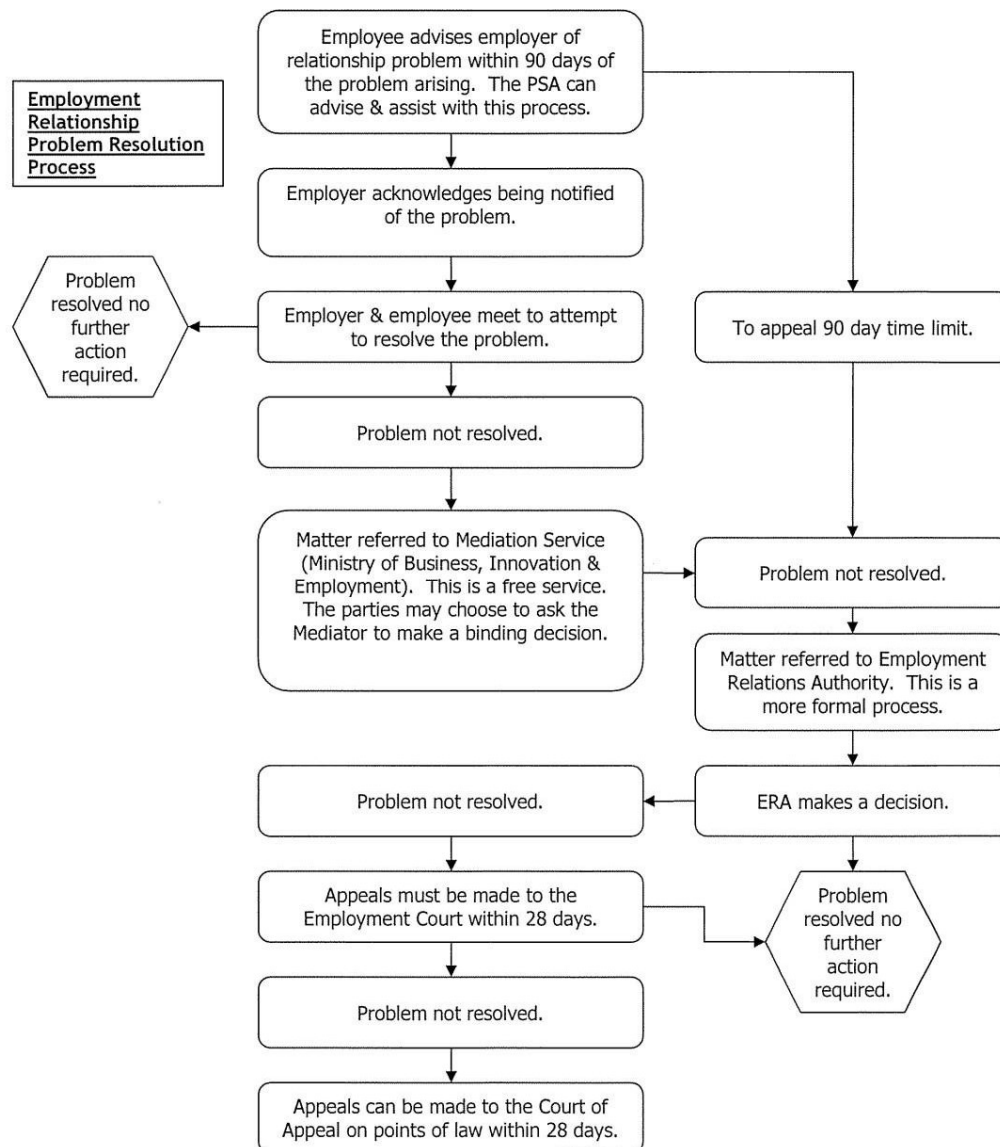 Employee advises employer of
relationship problem within 90 days of
the problem arising.  The PSA can
advise & assist with this process.
Employment
Relationship
Problem Resolution
Process
Employer acknowledges being notified
of the problem.
Problem
resolved no
further
action
required.
Employer & employee meet to attempt
to resolve the problem.
To appeal 90 day time limit.
Problem not resolved.
Matter referred to Mediation Service
(Ministry of Business, Innovation &
Employment).  This is a free service.
The parties may choose to ask the
Mediator to make a binding decision.
Problem not resolved.
Matter referred to Employment
Relations Authority.  This is a
more formal process.
Problem not resolved.
ERA makes a decision.
Appeals must be made to the
Employment Court within 28 days.
Problem
resolved no
further
action
required.
Problem not resolved.
Appeals can be made to the Court of
Appeal on points of law within 28 days.